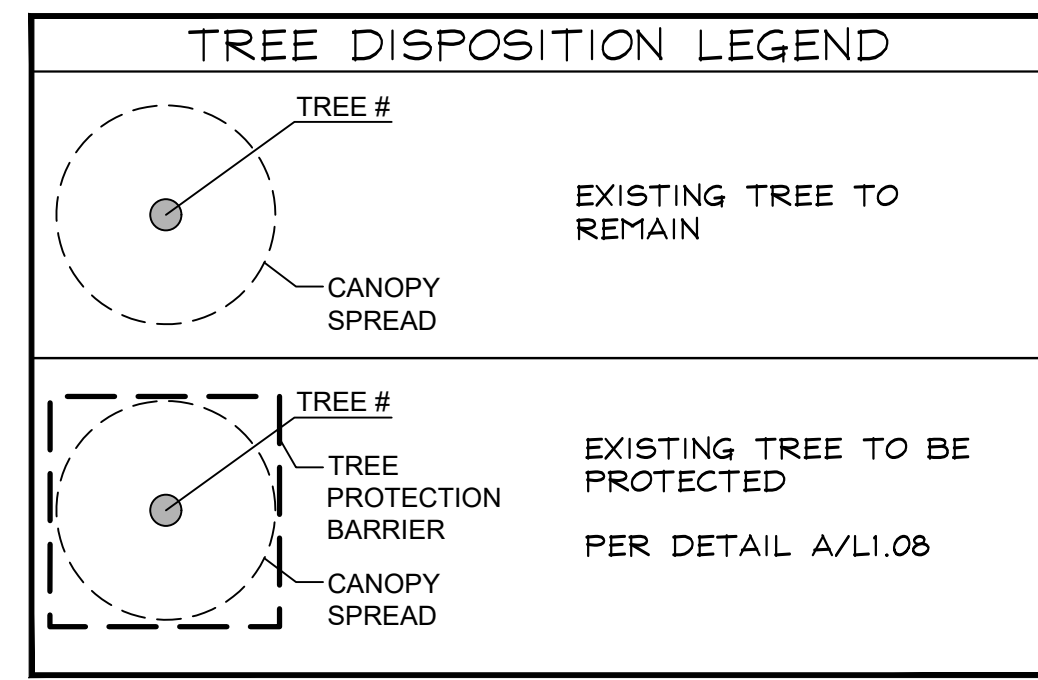 TREE DISPOSITION LEGEND
TREE #
CANOPY
SPREAD
EXISTING TREE TO
REMAIN
TREE #
TREE
PROTECTION
BARRIER
CANOPY
SPREAD
EXISTING TREE TO BE
PROTECTED
PER DETAIL A/L1.08